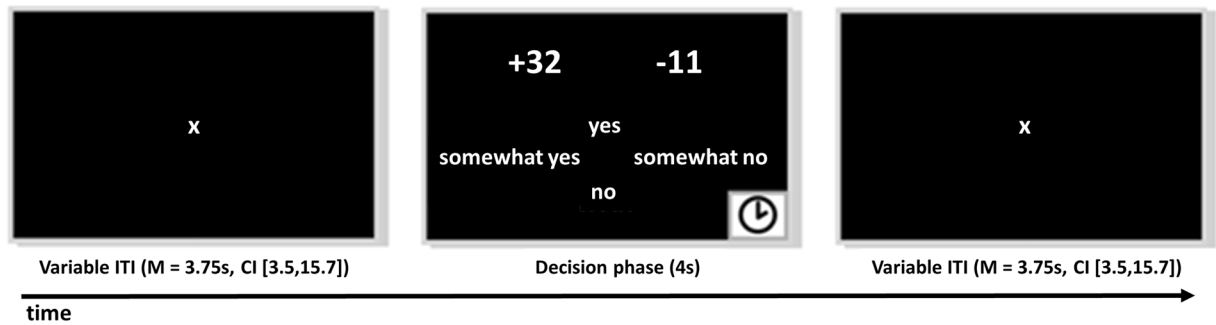 x
+32 -11
yes
somewhat yes somewhat no
no
x
Variable ITI (M = 3.75s, CI [3.5,15.7])
Decision phase (4s)
Variable ITI (M = 3.75s, CI [3.5,15.7])
time